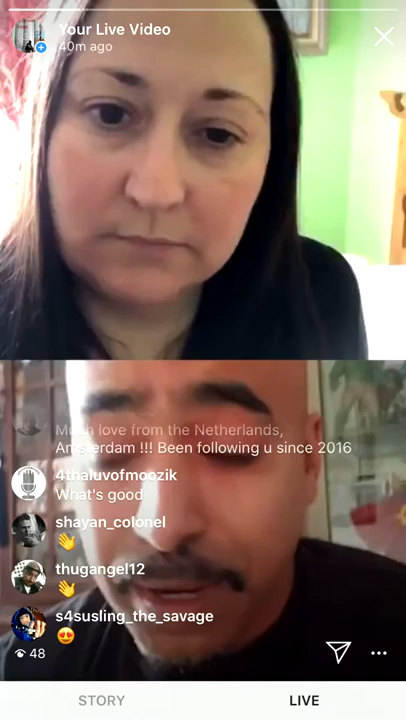 Your Live Video
40m ago
Much love from the Netherlands,
Amsterdam !!! Been following u since 2016
4thaluvofmoozik
What's good
shayan_colonel
👋
thugangel12
👋
s4susling_the_savage
😍
48
STORY
LIVE